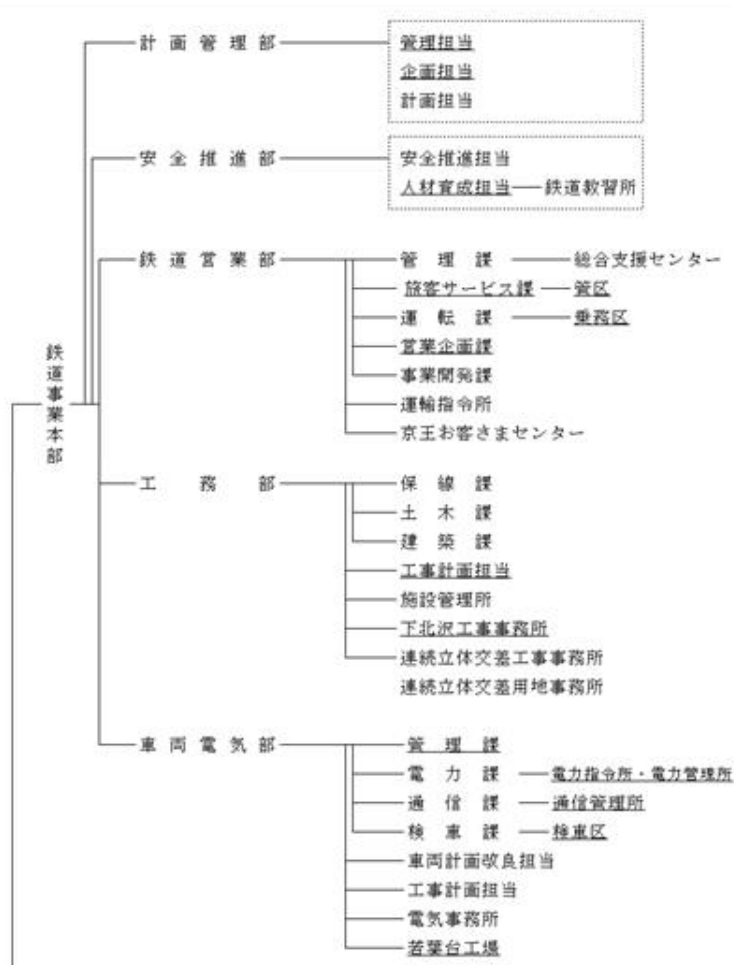 計画管理部
管理担当
企画担当
計画担当
安全推進部
安全推進担当
人材育成担当 鉄道教習所
鉄道営業部
管理課 総合支援センター
旅客サービス課 管区
運転課 乗務区
営業企画課
事業開発課
運輸指令所
京王お客さまセンター
鉄道事業本部
工務部
保線課
土木課
建築課
工事計画担当
施設管理所
下北沢工事事務所
連続立体交差工事事務所
連続立体交差用地事務所
車両電気部
管理課
電力課 電力指令所・電力管理所
通信課 通信管理所
検車課 検車区
車両計画改良担当
工事計画担当
電気事務所
若葉台工場